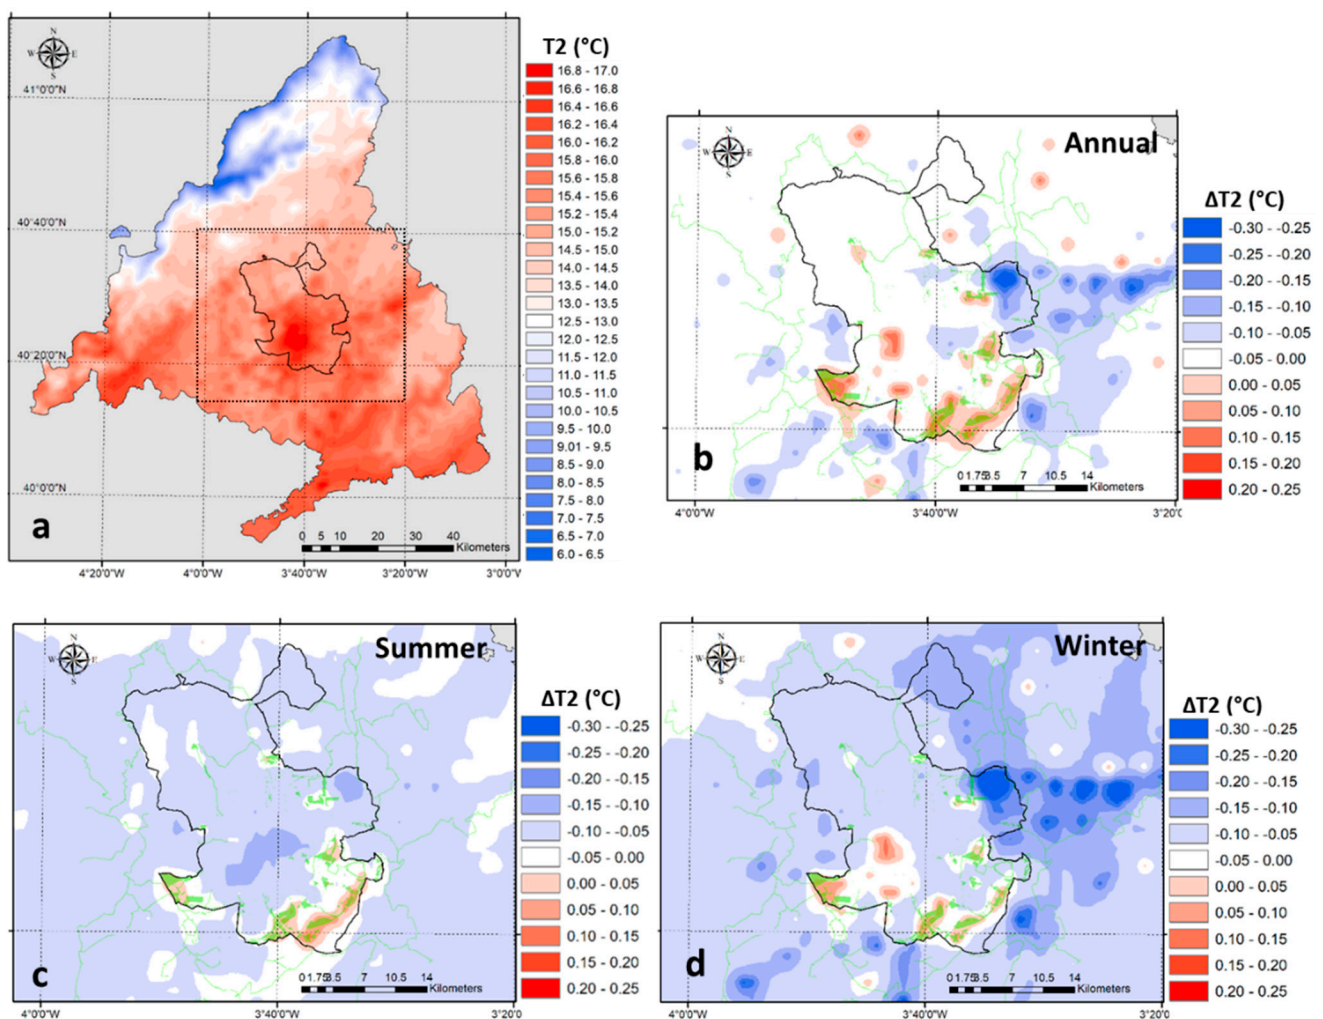 N
W E
S
41°0'0"N
40°40'0"N
40°20'0"N
40°0'0"N
a
0 5 10 20 30 40
Kilometers
4°20'0"W 4°0'0"W 3°40'0"W 3°20'0"W 3°0'0"W
T2 (°C)
16.8 - 17.0
16.6 - 16.8
16.4 - 16.6
16.2 - 16.4
16.0 - 16.2
15.8 - 16.0
15.6 - 15.8
15.4 - 15.6
15.2 - 15.4
15.0 - 15.2
14.5 - 15.0
14.0 - 14.5
13.5 - 14.0
13.0 - 13.5
12.5 - 13.0
12.0 - 12.5
11.5 - 12.0
11.0 - 11.5
10.5 - 11.0
10.0 - 10.5
9.5 - 10.0
9.01 - 9.5
8.5 - 9.0
8.0 - 8.5
7.5 - 8.0
7.0 - 7.5
6.5 - 7.0
6.0 - 6.5
N
W E
S
Annual
b
0 1.75 3.5 7 10.5 14
Kilometers
4°0'0"W 3°40'0"W 3°20'0
ΔT2 (°C)
-0.30 - -0.25
-0.25 - -0.20
-0.20 - -0.15
-0.15 - -0.10
-0.10 - -0.05
-0.05 - 0.00
0.00 - 0.05
0.05 - 0.10
0.10 - 0.15
0.15 - 0.20
0.20 - 0.25
N
W E
S
Summer
c
0 1.75 3.5 7 10.5 14
Kilometers
4°0'0"W 3°40'0"W 3°20'0"W
ΔT2 (°C)
-0.30 - -0.25
-0.25 - -0.20
-0.20 - -0.15
-0.15 - -0.10
-0.10 - -0.05
-0.05 - 0.00
0.00 - 0.05
0.05 - 0.10
0.10 - 0.15
0.15 - 0.20
0.20 - 0.25
N
W E
S
Winter
d
0 1.75 3.5 7 10.5 14
Kilometers
4°0'0"W 3°40'0"W 3°20'0"W
ΔT2 (°C)
-0.30 - -0.25
-0.25 - -0.20
-0.20 - -0.15
-0.15 - -0.10
-0.10 - -0.05
-0.05 - 0.00
0.00 - 0.05
0.05 - 0.10
0.10 - 0.15
0.15 - 0.20
0.20 - 0.25